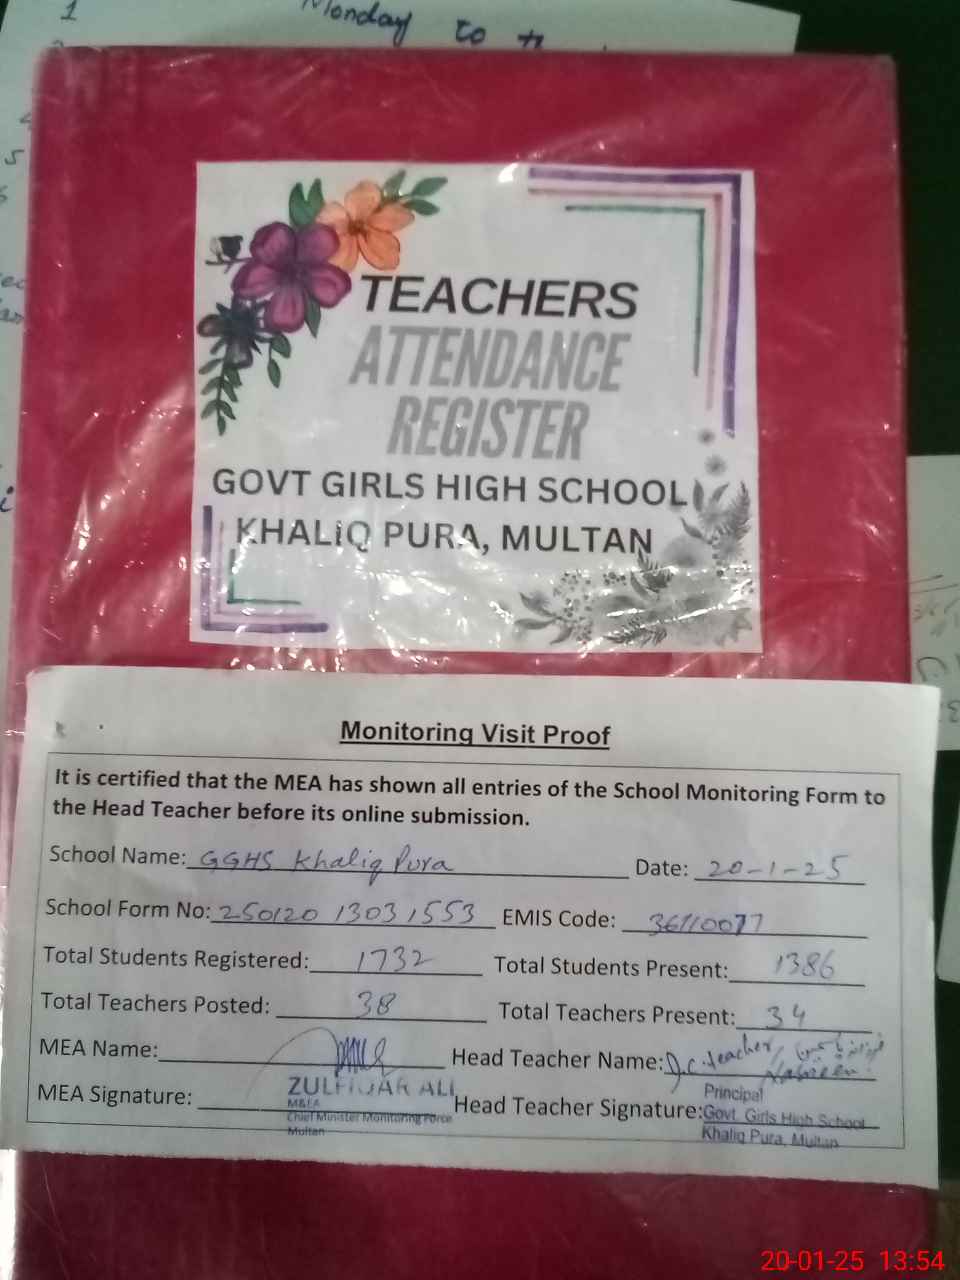 1
Monday to
5
TEACHERS
ATTENDANCE
REGISTER
GOVT GIRLS HIGH SCHOOL
KHALIQ PURA, MULTAN
Monitoring Visit Proof
It is certified that the MEA has shown all entries of the School Monitoring Form to
the Head Teacher before its online submission.
School Name: GGHS Khaliq Pura Date: 20-1-25
School Form No: 250120 13031553 EMIS Code: 36110077
Total Students Registered: 1732 Total Students Present: 1386
Total Teachers Posted: 38 Total Teachers Present: 34
MEA Name: Head Teacher Name: I.C. teacher
Nasreen
MEA Signature: ZULFIQAR ALI Head Teacher Signature: Principal
M&EA Govt. Girls High School
Chief Minister Monitoring Force Khaliq Pura, Multan
Multan
20-01-25 13:54